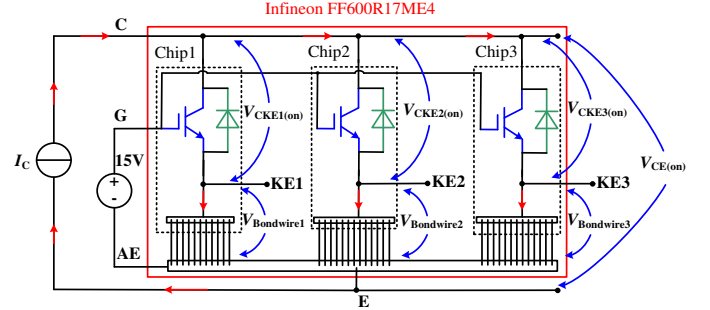 Infineon FF600R17ME4
C
Chip1
Chip2
Chip3
G
VCKE1(on)
VCKE2(on)
VCKE3(on)
IC
15V
+
-
VCE(on)
KE1
KE2
KE3
VBondwire1
VBondwire2
VBondwire3
AE
E